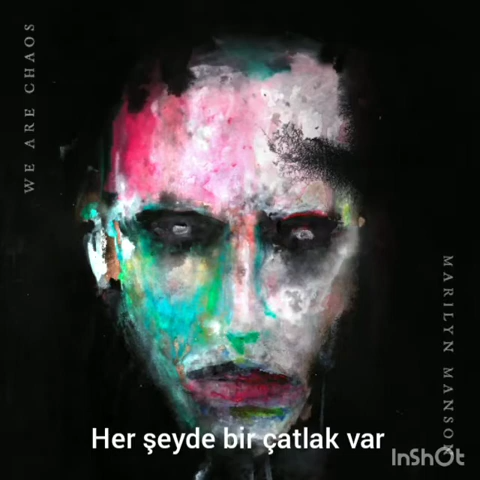 WE ARE CHAOS
MARILYN MANSON
Her şeyde bir çatlak var
InShOt